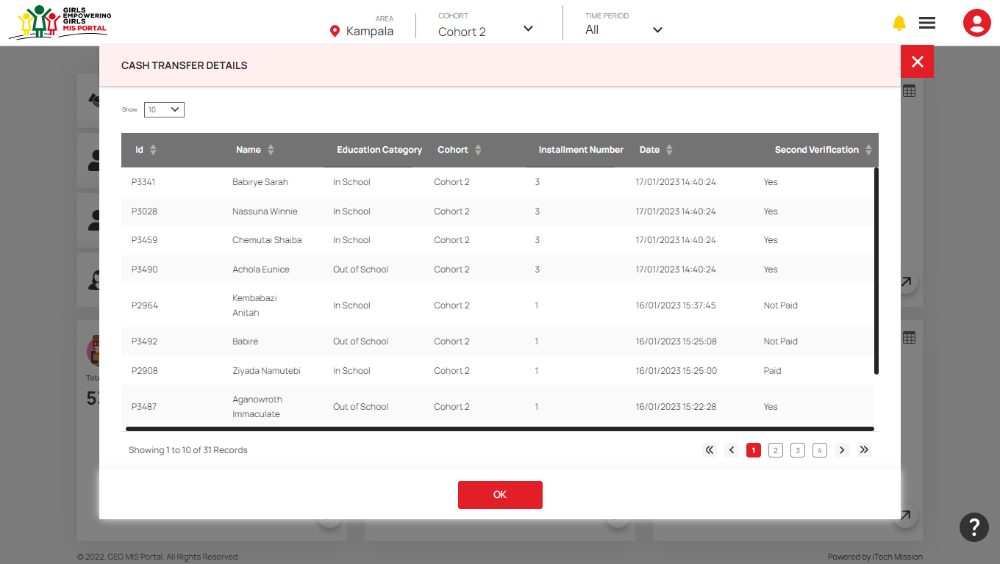 GIRLS
EMPOWERING
GIRLS
MIS PORTAL
AREA
Kampala
COHORT
Cohort 2
TIME PERIOD
All
CASH TRANSFER DETAILS
Show 10
Id Name Education Category Cohort Installment Number Date Second Verification
P3341 Babirye Sarah In School Cohort 2 3 17/01/2023 14:40:24 Yes
P3028 Nassuna Winnie In School Cohort 2 3 17/01/2023 14:40:24 Yes
P3459 Chemutai Shaiba In School Cohort 2 3 17/01/2023 14:40:24 Yes
P3490 Achola Eunice Out of School Cohort 2 3 17/01/2023 14:40:24 Yes
P2964 Kembabazi Anitah In School Cohort 2 1 16/01/2023 15:37:45 Not Paid
P3492 Babire Out of School Cohort 2 1 16/01/2023 15:25:08 Not Paid
P2908 Ziyada Namutebi In School Cohort 2 1 16/01/2023 15:25:00 Paid
P3487 Aganowroth Immaculate Out of School Cohort 2 1 16/01/2023 15:22:28 Yes
Showing 1 to 10 of 31 Records
1 2 3 4
OK
?
© 2022. GEG MIS Portal. All Rights Reserved
Powered by iTech Mission